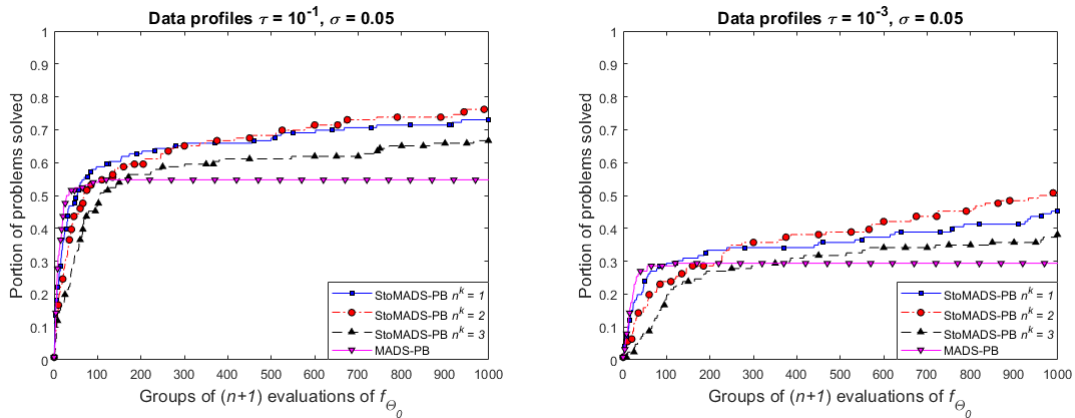 Data profiles τ = 10^-1, σ = 0.05
Portion of problems solved
1
0.9
0.8
0.7
0.6
0.5
0.4
0.3
0.2
0.1
0
StoMADS-PB n^k = 1
StoMADS-PB n^k = 2
StoMADS-PB n^k = 3
MADS-PB
0 100 200 300 400 500 600 700 800 900 1000
Groups of (n+1) evaluations of f_Θ_0
Data profiles τ = 10^-3, σ = 0.05
Portion of problems solved
1
0.9
0.8
0.7
0.6
0.5
0.4
0.3
0.2
0.1
0
StoMADS-PB n^k = 1
StoMADS-PB n^k = 2
StoMADS-PB n^k = 3
MADS-PB
0 100 200 300 400 500 600 700 800 900 1000
Groups of (n+1) evaluations of f_Θ_0